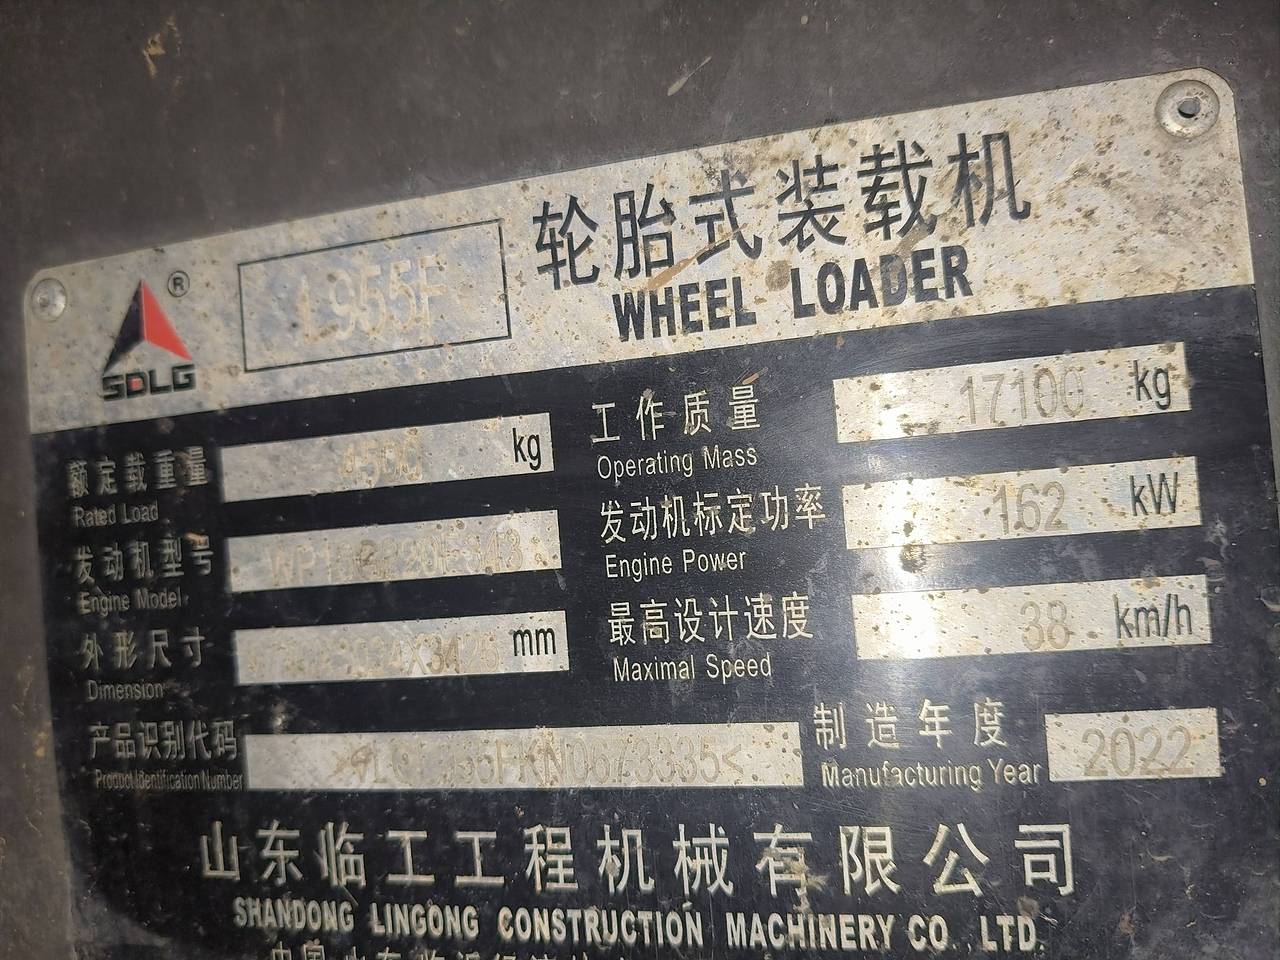 SDLG ®
L955F
轮胎式装载机
WHEEL LOADER
额定载重量 kg
Rated Load
工作质量 17100 kg
Operating Mass
发动机型号
Engine Model
发动机标定功率 162 kW
Engine Power
外形尺寸 mm
Dimension
最高设计速度 38 km/h
Maximal Speed
产品识别代码
Product Identification Number
制造年度 2022
Manufacturing Year
山东临工工程机械有限公司
SHANDONG LINGONG CONSTRUCTION MACHINERY CO., LTD.